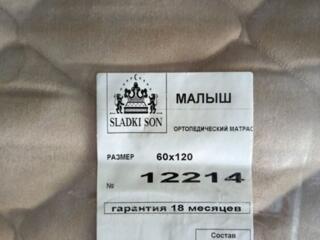 SLADKI SON
МАЛЫШ
ОРТОПЕДИЧЕСКИЙ МАТРАС
РАЗМЕР 60x120
№ 12214
гарантия 18 месяцев
Состав